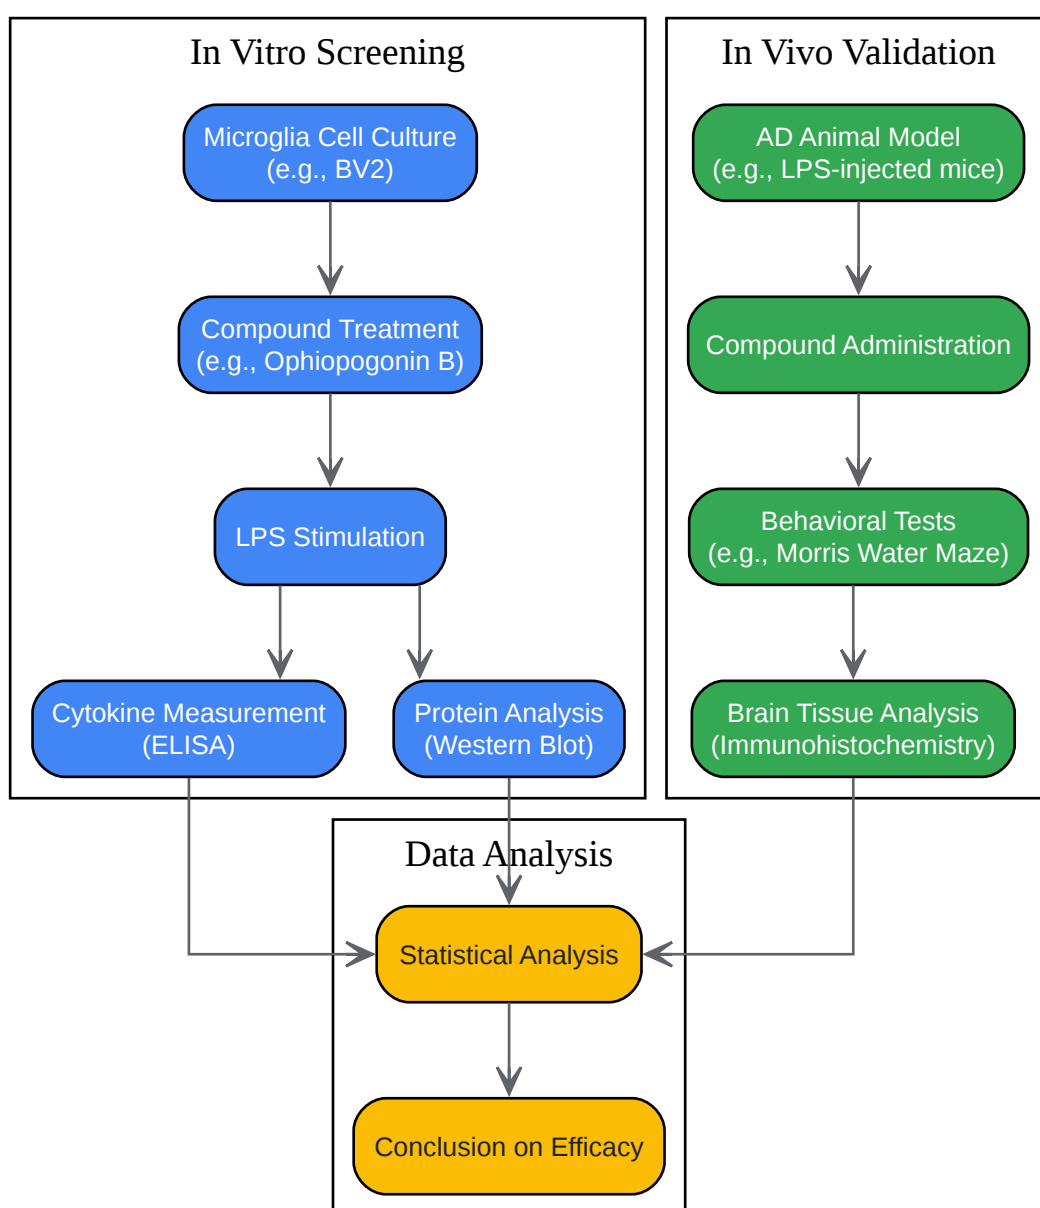 In Vitro Screening
Microglia Cell Culture
(e.g., BV2)
Compound Treatment
(e.g., Ophiopogonin B)
LPS Stimulation
Cytokine Measurement
(ELISA)
Protein Analysis
(Western Blot)
In Vivo Validation
AD Animal Model
(e.g., LPS-injected mice)
Compound Administration
Behavioral Tests
(e.g., Morris Water Maze)
Brain Tissue Analysis
(Immunohistochemistry)
Data Analysis
Statistical Analysis
Conclusion on Efficacy